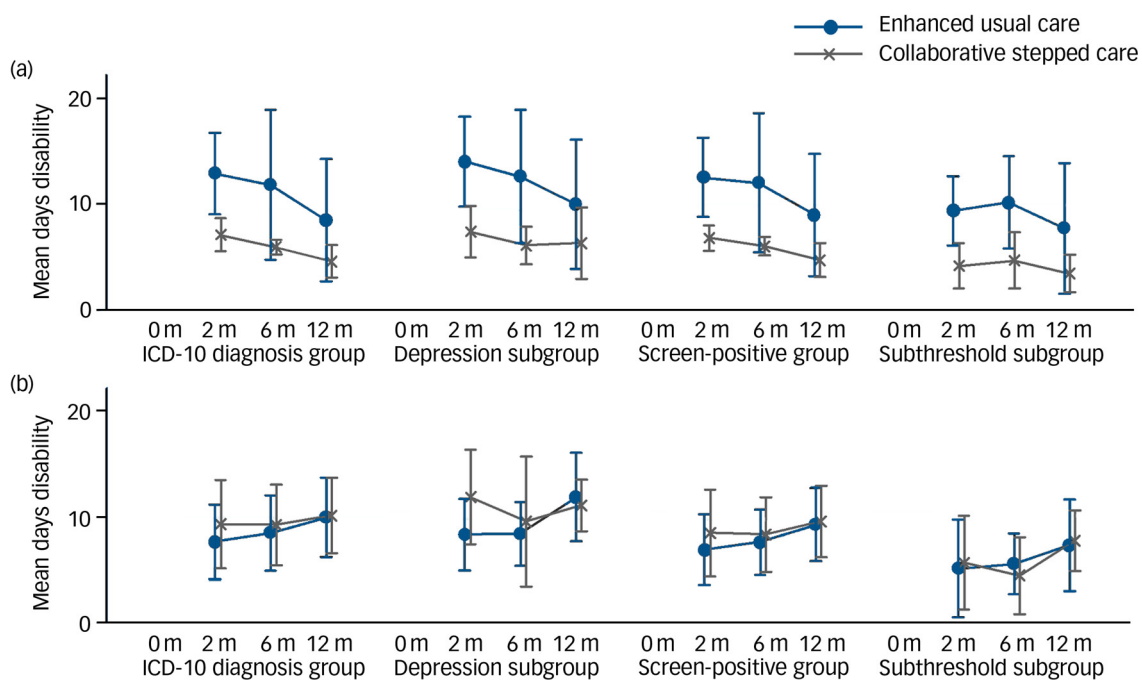 Enhanced usual care
Collaborative stepped care
(a)
Mean days disability
20
10
0
0 m 2 m 6 m 12 m 0 m 2 m 6 m 12 m 0 m 2 m 6 m 12 m 0 m 2 m 6 m 12 m
ICD-10 diagnosis group Depression subgroup Screen-positive group Subthreshold subgroup
(b)
Mean days disability
20
10
0
0 m 2 m 6 m 12 m 0 m 2 m 6 m 12 m 0 m 2 m 6 m 12 m 0 m 2 m 6 m 12 m
ICD-10 diagnosis group Depression subgroup Screen-positive group Subthreshold subgroup